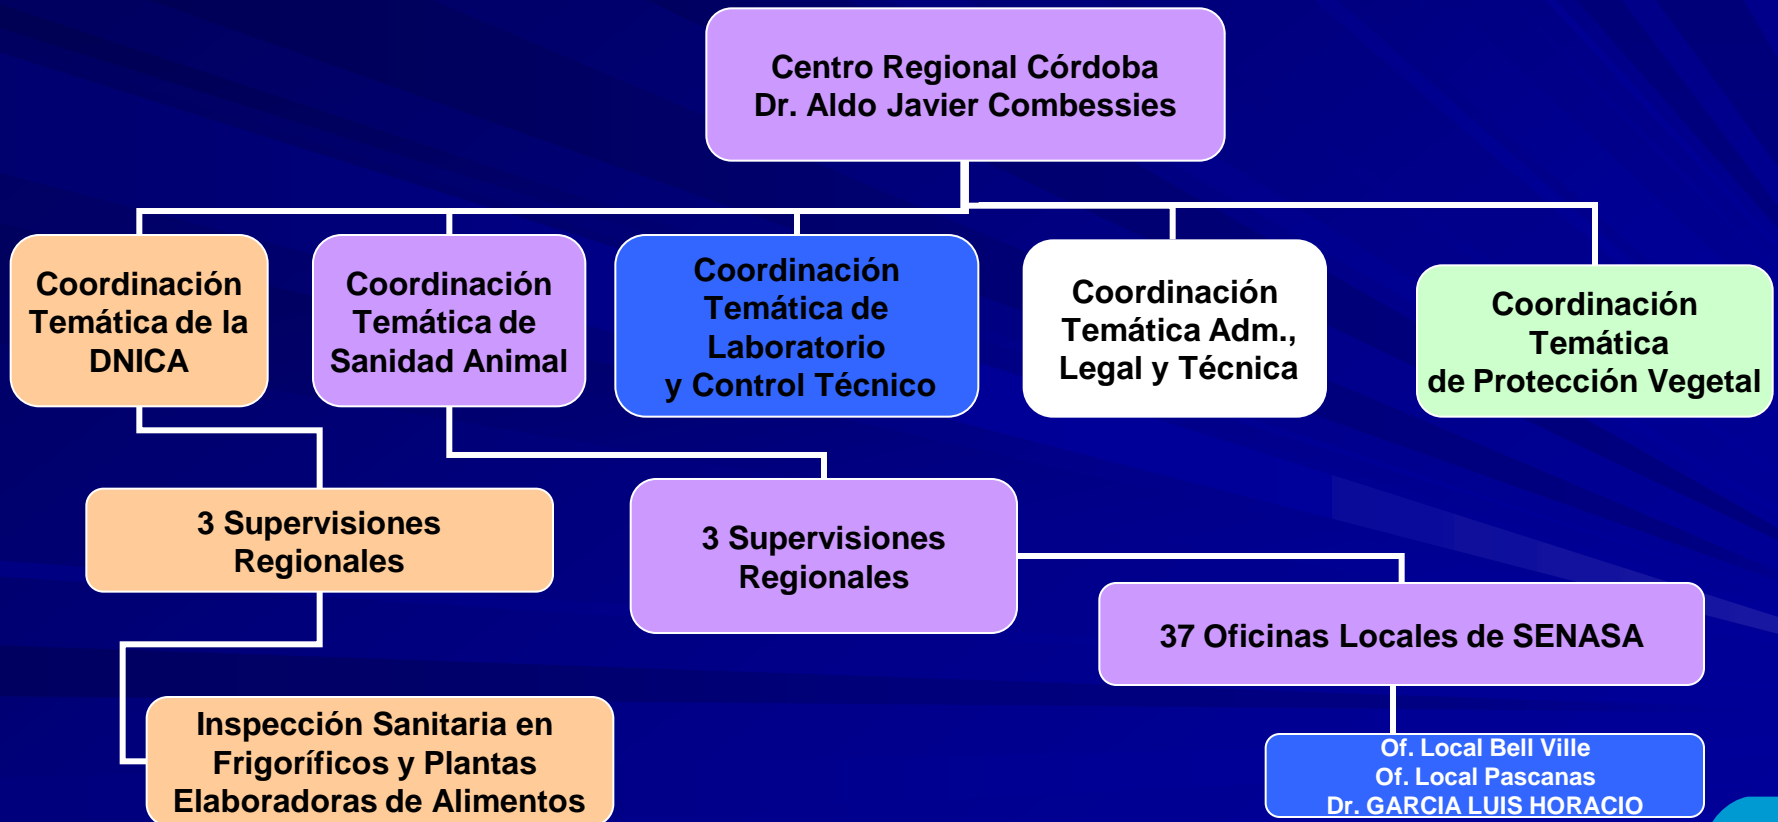 Centro Regional Córdoba
Dr. Aldo Javier Combessies
Coordinación
Temática de la
DNICA
Coordinación
Temática de
Sanidad Animal
Coordinación
Temática de
Laboratorio
y Control Técnico
Coordinación
Temática Adm.,
Legal y Técnica
Coordinación
Temática
de Protección Vegetal
3 Supervisiones
Regionales
3 Supervisiones
Regionales
37 Oficinas Locales de SENASA
Inspección Sanitaria en
Frigoríficos y Plantas
Elaboradoras de Alimentos
Of. Local Bell Ville
Of. Local Pascanas
Dr. GARCIA LUIS HORACIO